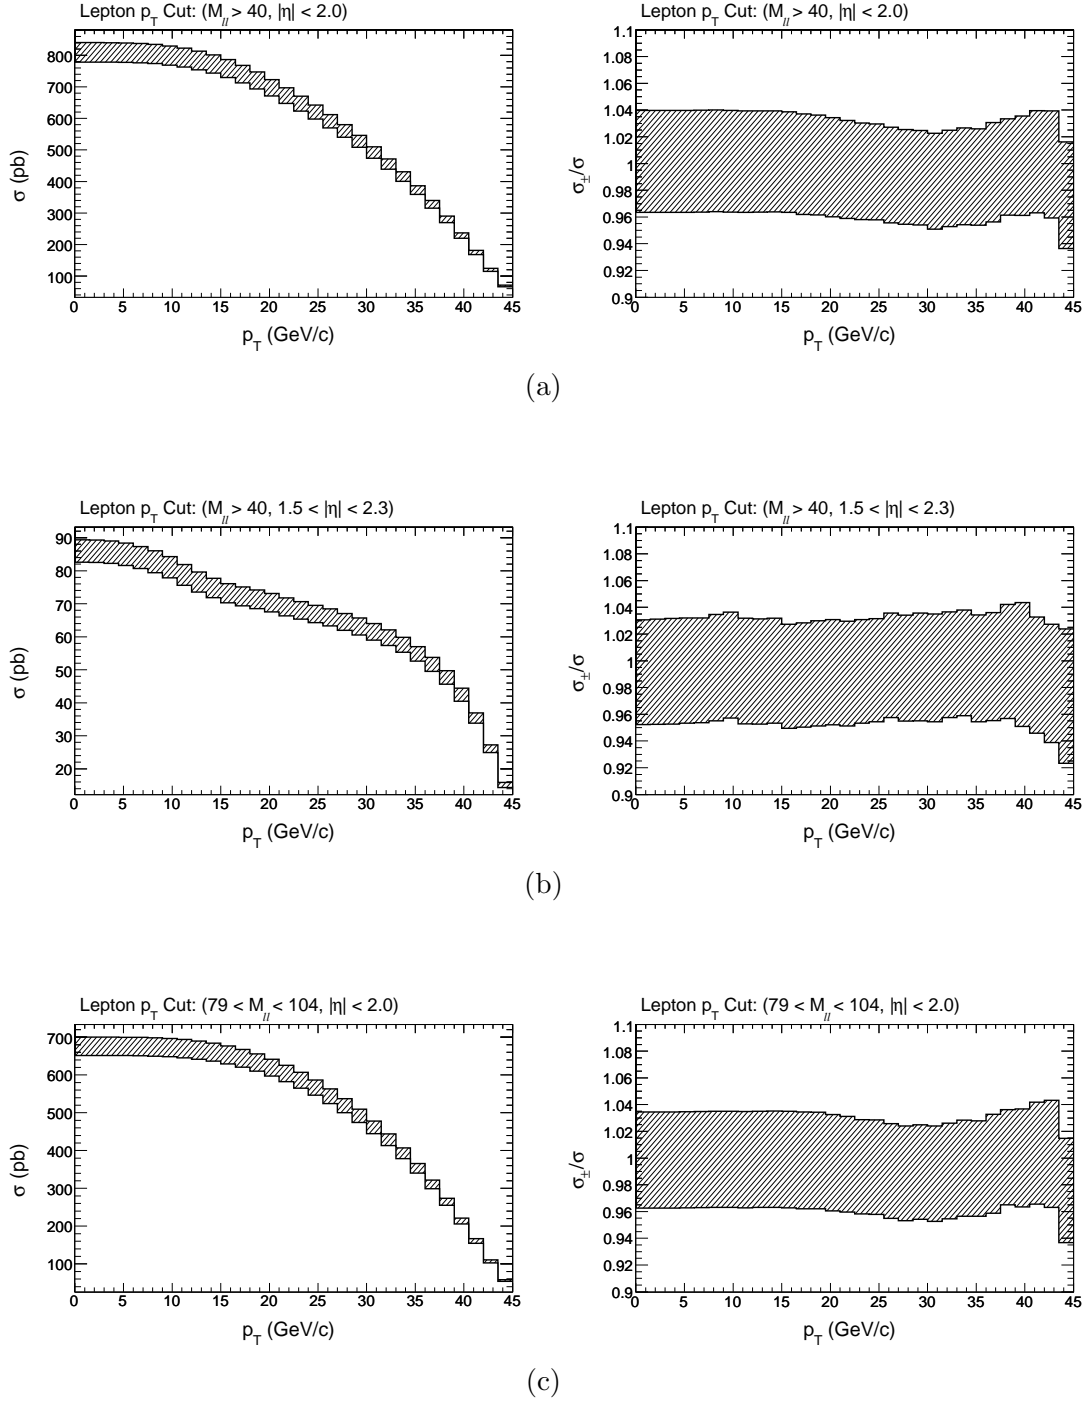 Lepton p_T Cut: (M_ll > 40, |η| < 2.0)
σ (pb)
800
700
600
500
400
300
200
100
0 5 10 15 20 25 30 35 40 45
p_T (GeV/c)
Lepton p_T Cut: (M_ll > 40, |η| < 2.0)
σ_±/σ
1.1
1.08
1.06
1.04
1.02
1
0.98
0.96
0.94
0.92
0.9
0 5 10 15 20 25 30 35 40 45
p_T (GeV/c)
(a)
Lepton p_T Cut: (M_ll > 40, 1.5 < |η| < 2.3)
σ (pb)
90
80
70
60
50
40
30
20
0 5 10 15 20 25 30 35 40 45
p_T (GeV/c)
Lepton p_T Cut: (M_ll > 40, 1.5 < |η| < 2.3)
σ_±/σ
1.1
1.08
1.06
1.04
1.02
1
0.98
0.96
0.94
0.92
0.9
0 5 10 15 20 25 30 35 40 45
p_T (GeV/c)
(b)
Lepton p_T Cut: (79 < M_ll < 104, |η| < 2.0)
σ (pb)
700
600
500
400
300
200
100
0 5 10 15 20 25 30 35 40 45
p_T (GeV/c)
Lepton p_T Cut: (79 < M_ll < 104, |η| < 2.0)
σ_±/σ
1.1
1.08
1.06
1.04
1.02
1
0.98
0.96
0.94
0.92
0.9
0 5 10 15 20 25 30 35 40 45
p_T (GeV/c)
(c)